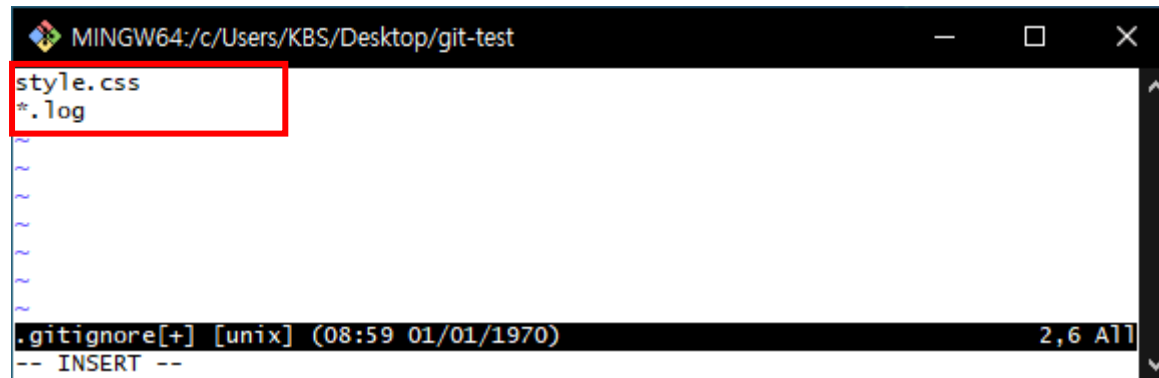 MINGW64:/c/Users/KBS/Desktop/git-test
style.css
*.log
~
~
~
~
~
~
~
.gitignore[+] [unix] (08:59 01/01/1970) 2,6 All
-- INSERT --